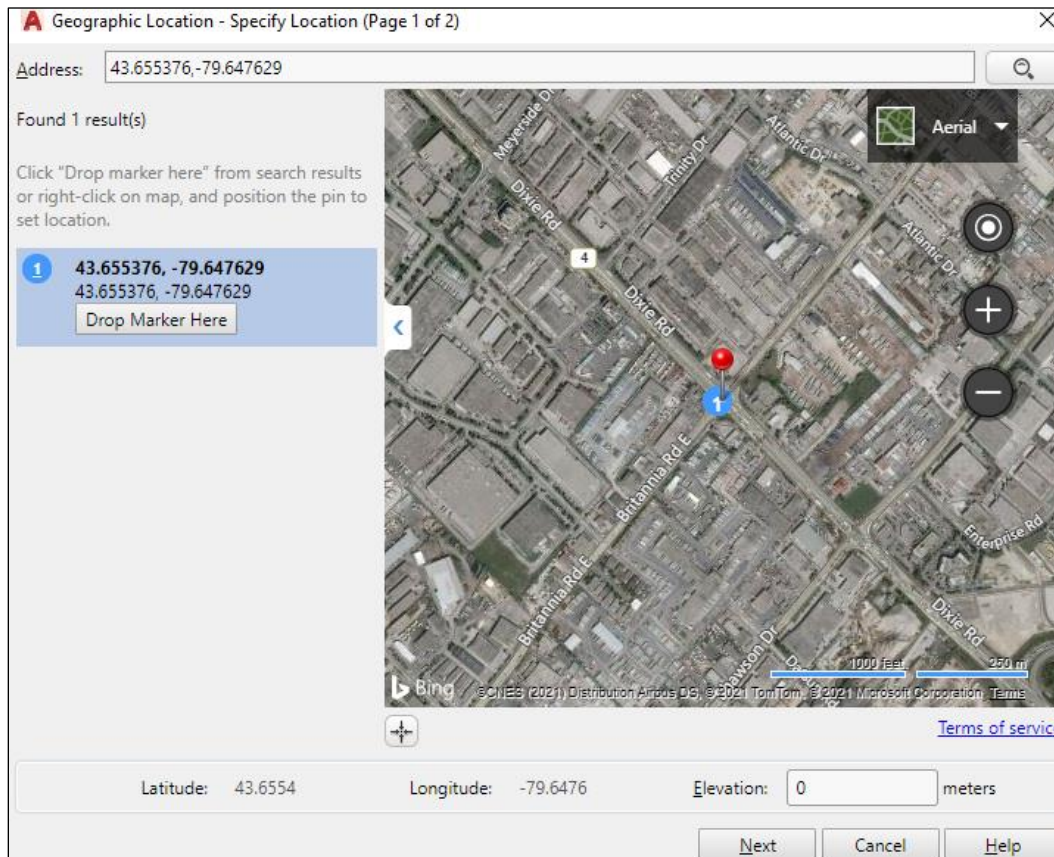 Geographic Location - Specify Location (Page 1 of 2)
Address: 43.655376,-79.647629
Found 1 result(s)
Click "Drop marker here" from search results
or right-click on map, and position the pin to
set location.
1 43.655376, -79.647629
43.655376, -79.647629
Drop Marker Here
Aerial
Meyerside Dr
Trinity Dr
Atlantic Dr
Dixie Rd
Atlantic Dr
4
Dixie Rd
1
Britannia Rd E
Enterprise Rd
Britannia Rd E
Dixie Rd
Shawson Dr
1000 feet 250 m
Bing ©CNES (2021) Distribution Airbus DS, © 2021 TomTom, © 2021 Microsoft Corporation, Terms
Terms of servic
Latitude: 43.6554 Longitude: -79.6476 Elevation: 0 meters
Next Cancel Help